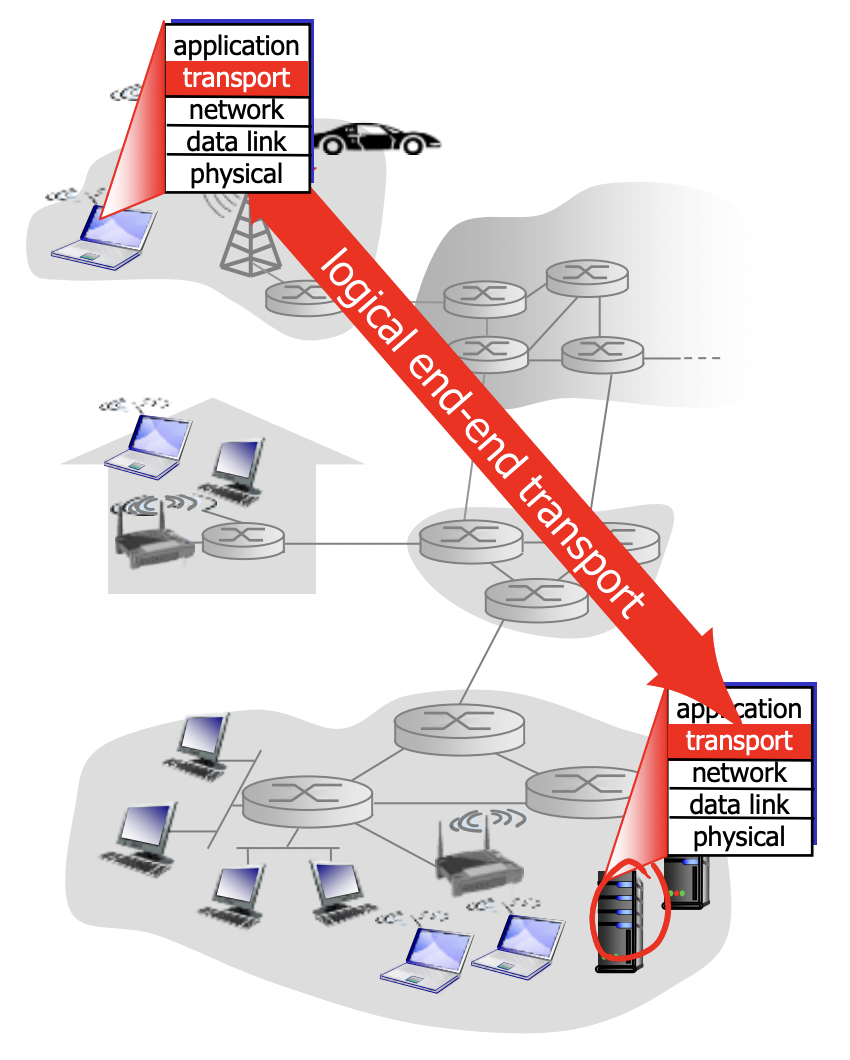 application
transport
network
data link
physical
logical end-end transport
application
transport
network
data link
physical